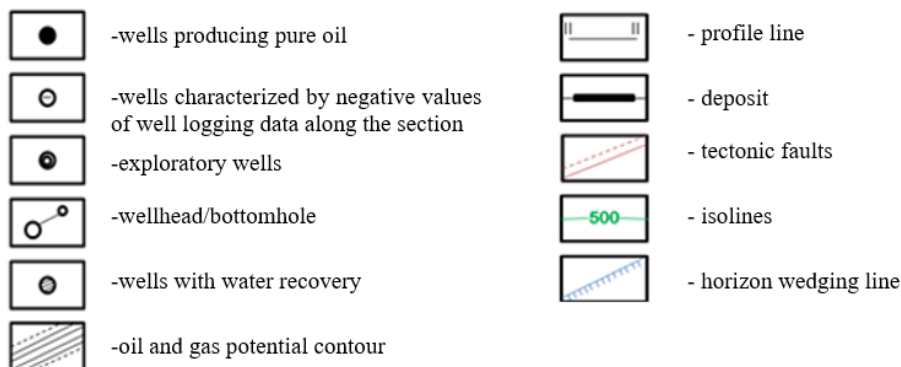 -wells producing pure oil
-wells characterized by negative values
of well logging data along the section
-exploratory wells
-wellhead/bottomhole
-wells with water recovery
-oil and gas potential contour
II II
- profile line
- deposit
- tectonic faults
500
- isolines
- horizon wedging line